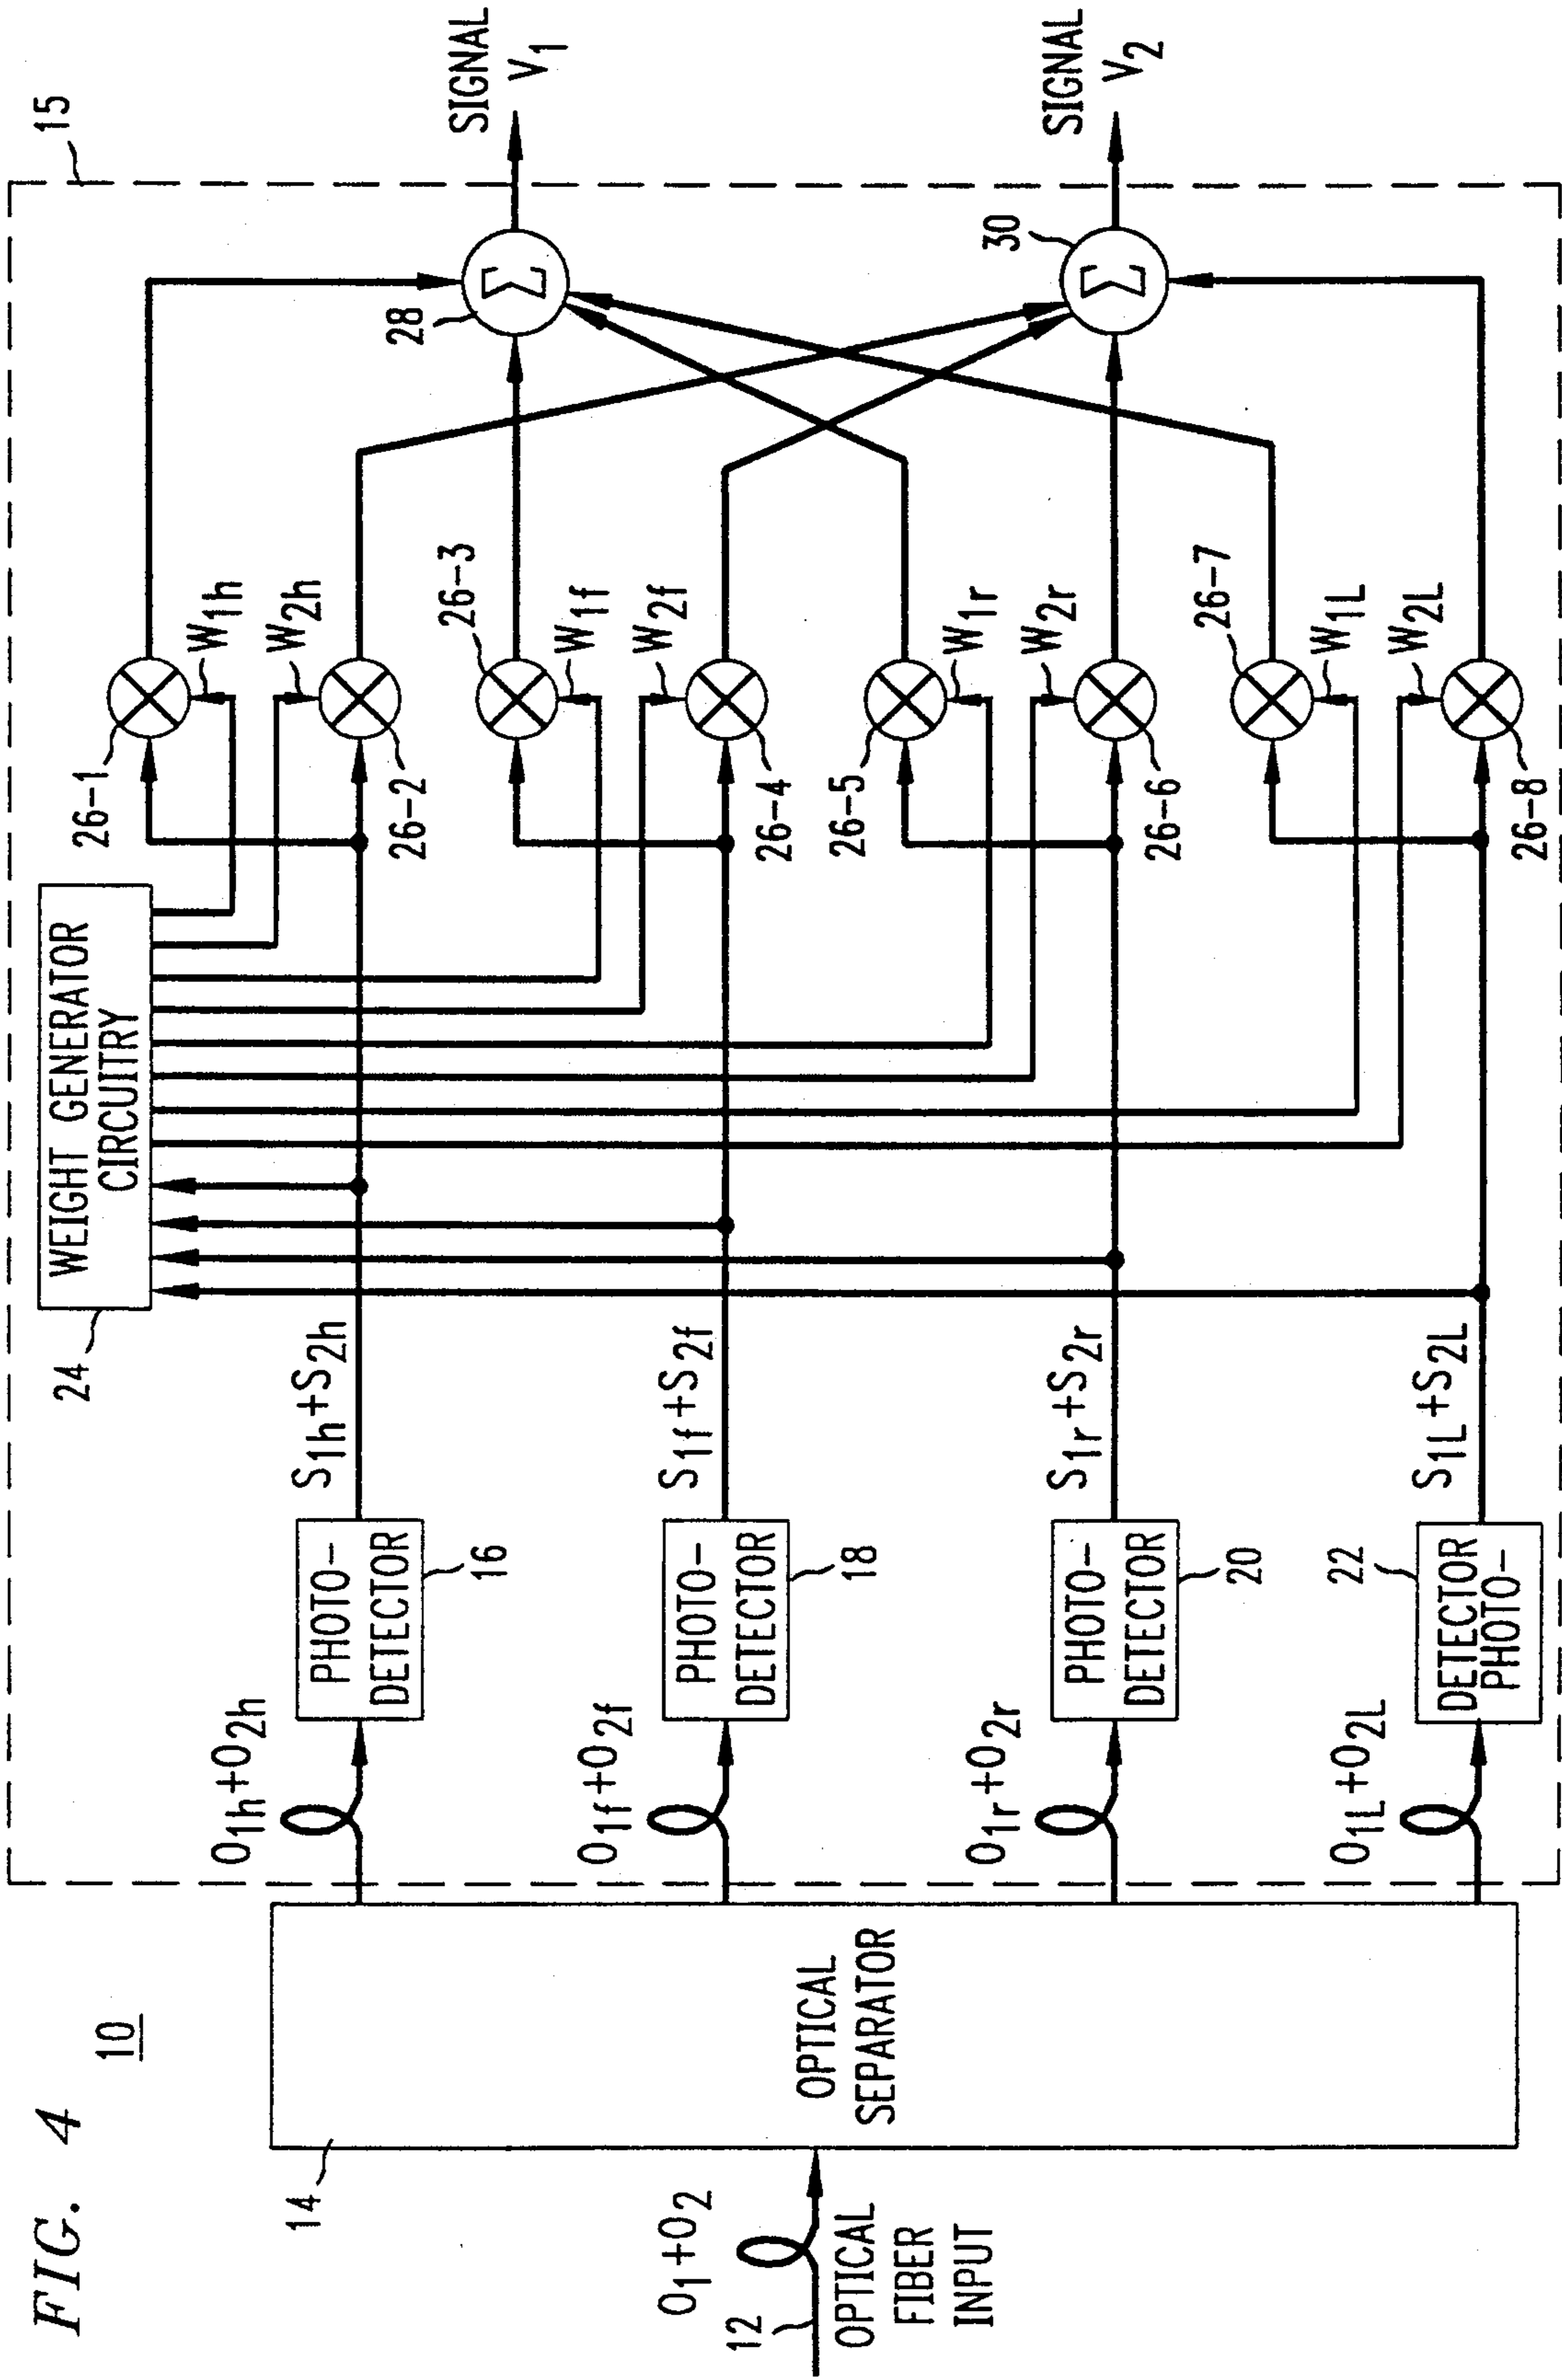 FIG. 4
10
15
O1+O2
12
OPTICAL
FIBER
INPUT
14
OPTICAL
SEPARATOR
O1h+O2h
PHOTO-
DETECTOR
16
S1h+S2h
O1f+O2f
PHOTO-
DETECTOR
18
S1f+S2f
O1r+O2r
PHOTO-
DETECTOR
20
S1r+S2r
O1L+O2L
DETECTOR
PHOTO-
22
S1L+S2L
24
WEIGHT GENERATOR
CIRCUITRY
26-1
W1h
W2h
26-2
26-3
W1f
W2f
26-4
26-5
W1r
W2r
26-6
26-7
W1L
W2L
26-8
28
Σ
SIGNAL
V1
30
Σ
SIGNAL
V2